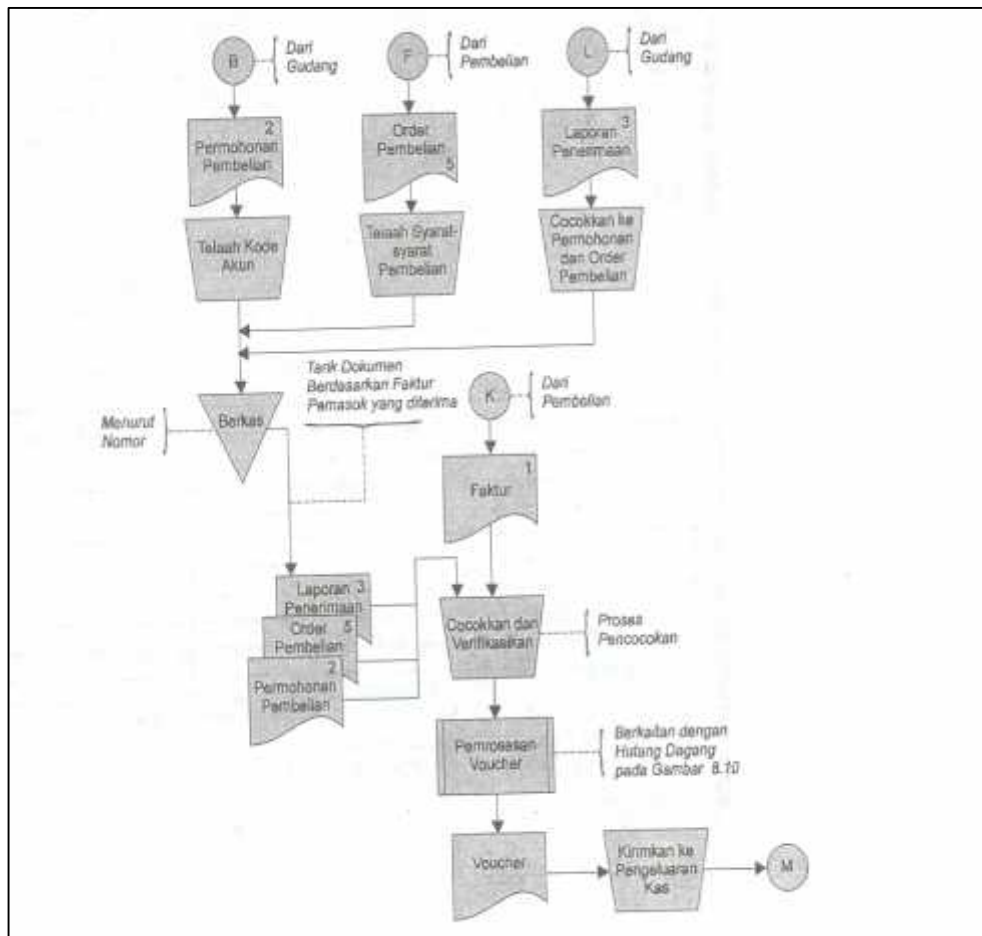 B
Dari
Gudang
F
Dari
Pembelian
L
Dari
Gudang
2
Permohonan
Pembelian
Order
Pembelian
5
3
Laporan
Penerimaan
Telaah Kode
Akun
Telaah Syarat-
syarat
Pembelian
Cocokkan ke
Permohonan
dan Order
Pembelian
Tarik Dokumen
Berdasarkan Faktur
Pemasok yang diterima
K
Dari
Pembelian
Menurut
Nomor
Berkas
1
Faktur
Laporan 3
Penerimaan
Order 5
Pembelian
2
Permohonan
Pembelian
Cocokkan dan
Verifikasikan
Proses
Pencocokan
Pemrosesan
Voucher
Berkaitan dengan
Hutang Dagang
pada Gambar 8.10
Voucher
Kirimkan ke
Pengeluaran
Kas
M